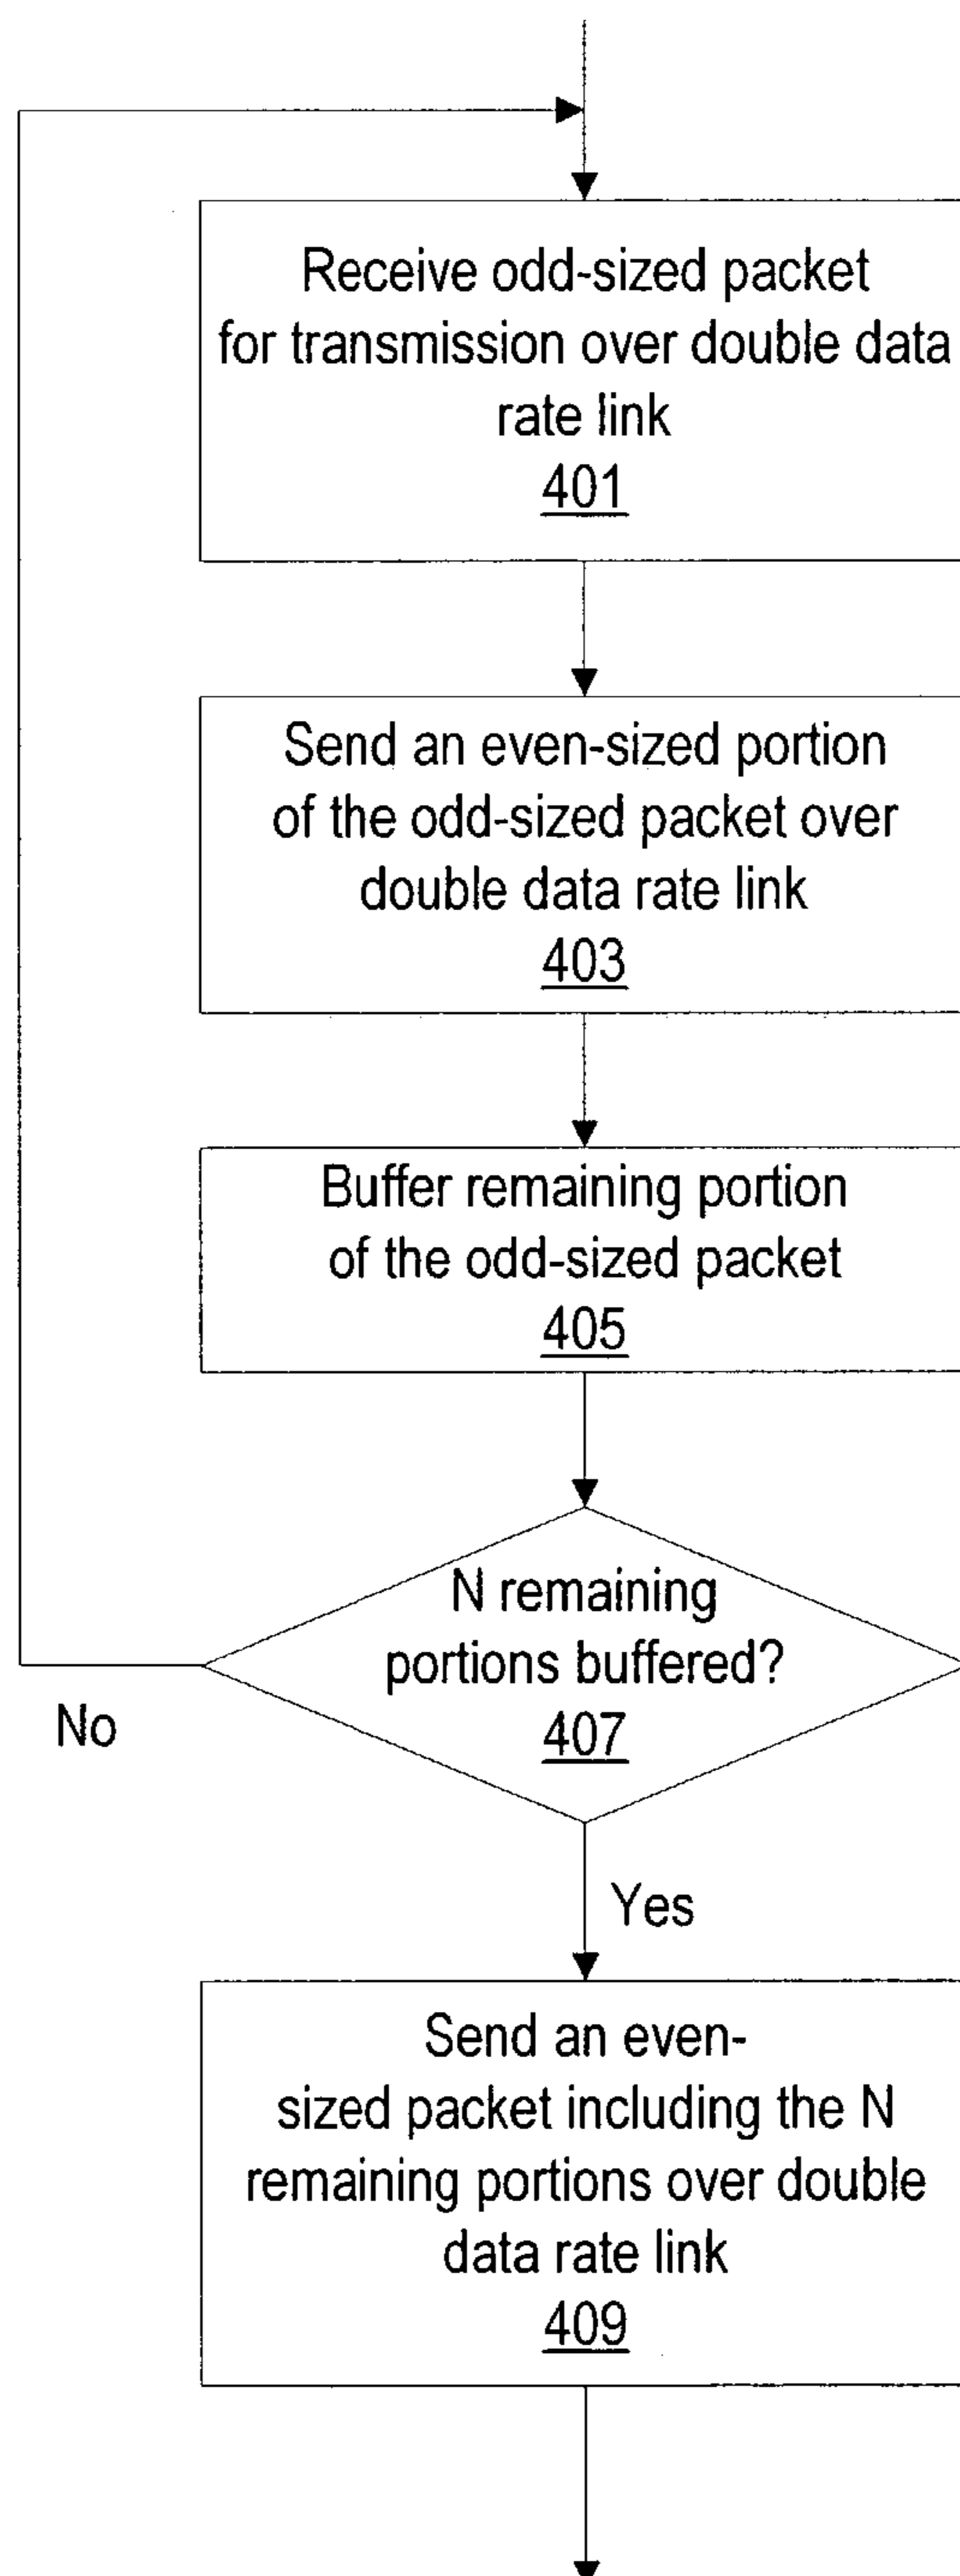 Receive odd-sized packet
for transmission over double data
rate link
401
Send an even-sized portion
of the odd-sized packet over
double data rate link
403
Buffer remaining portion
of the odd-sized packet
405
N remaining
portions buffered?
407
No
Yes
Send an even-
sized packet including the N
remaining portions over double
data rate link
409